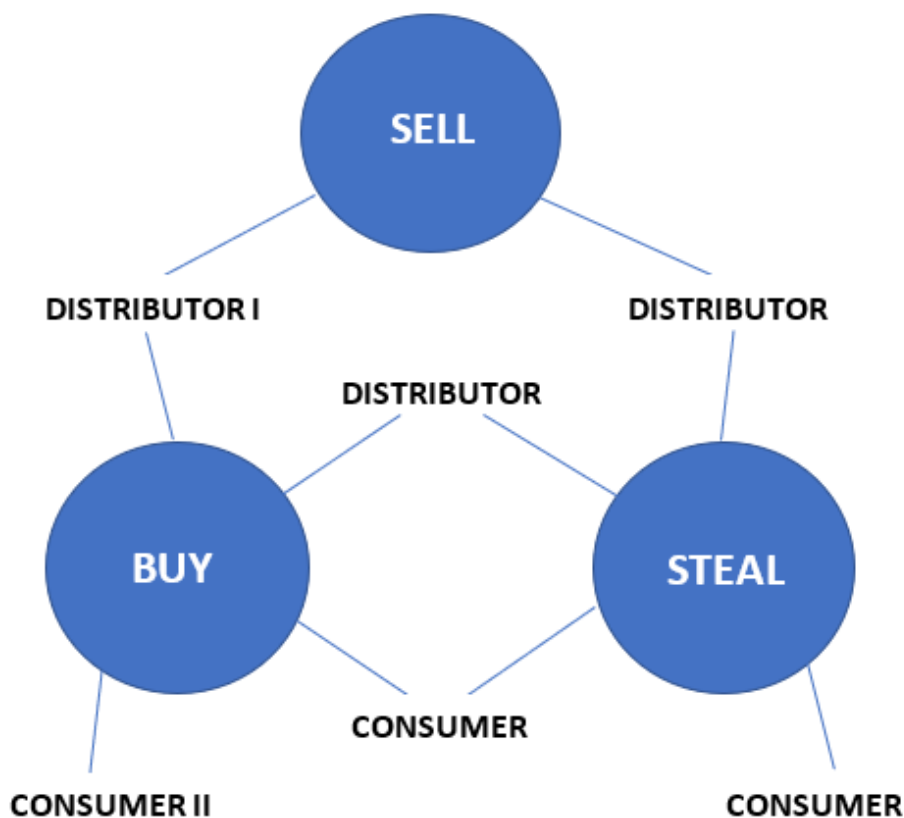 SELL
DISTRIBUTOR I
DISTRIBUTOR
DISTRIBUTOR
BUY
STEAL
CONSUMER
CONSUMER II
CONSUMER